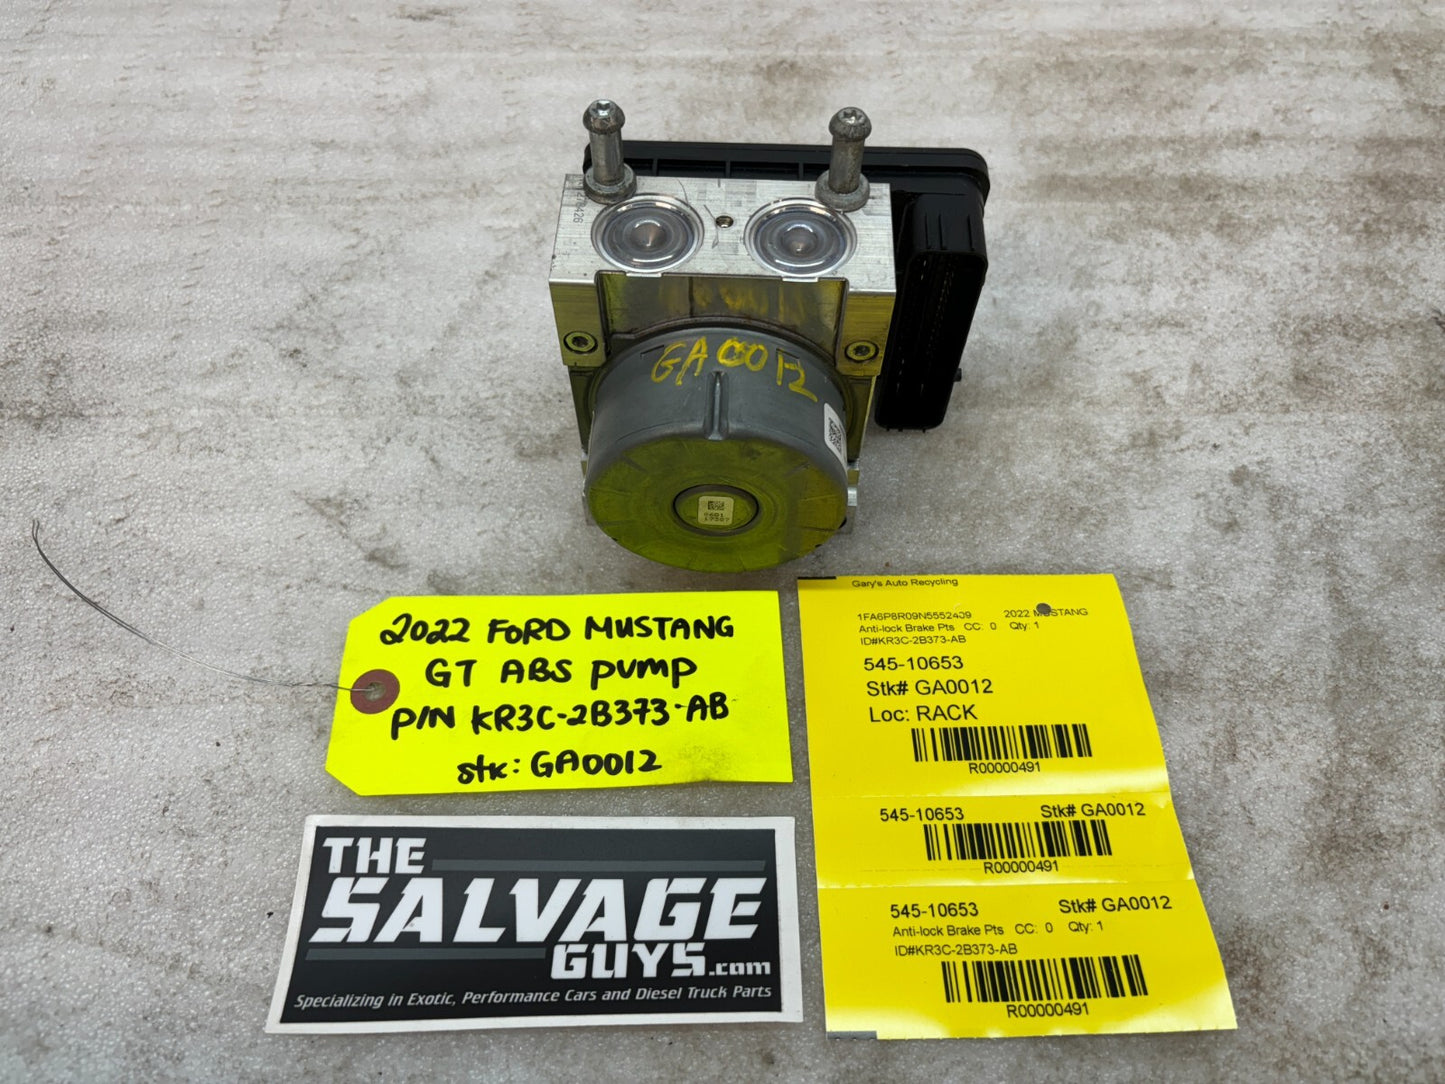 GA0012
2022 FORD MUSTANG
GT ABS PUMP
P/N KR3C-2B373-AB
stk: GA0012
THE
SALVAGE
GUYS.com
Specializing in Exotic, Performance Cars and Diesel Truck Parts
Gary's Auto Recycling
2022 MUSTANG
Anti-lock Brake Pts CC: 0 Qty: 1
ID#KR3C-2B373-AB
545-10653
Stk# GA0012
Loc: RACK
R00000491
545-10653 Stk# GA0012
R00000491
545-10653 Stk# GA0012
Anti-lock Brake Pts CC: 0 Qty: 1
ID#KR3C-2B373-AB
R00000491